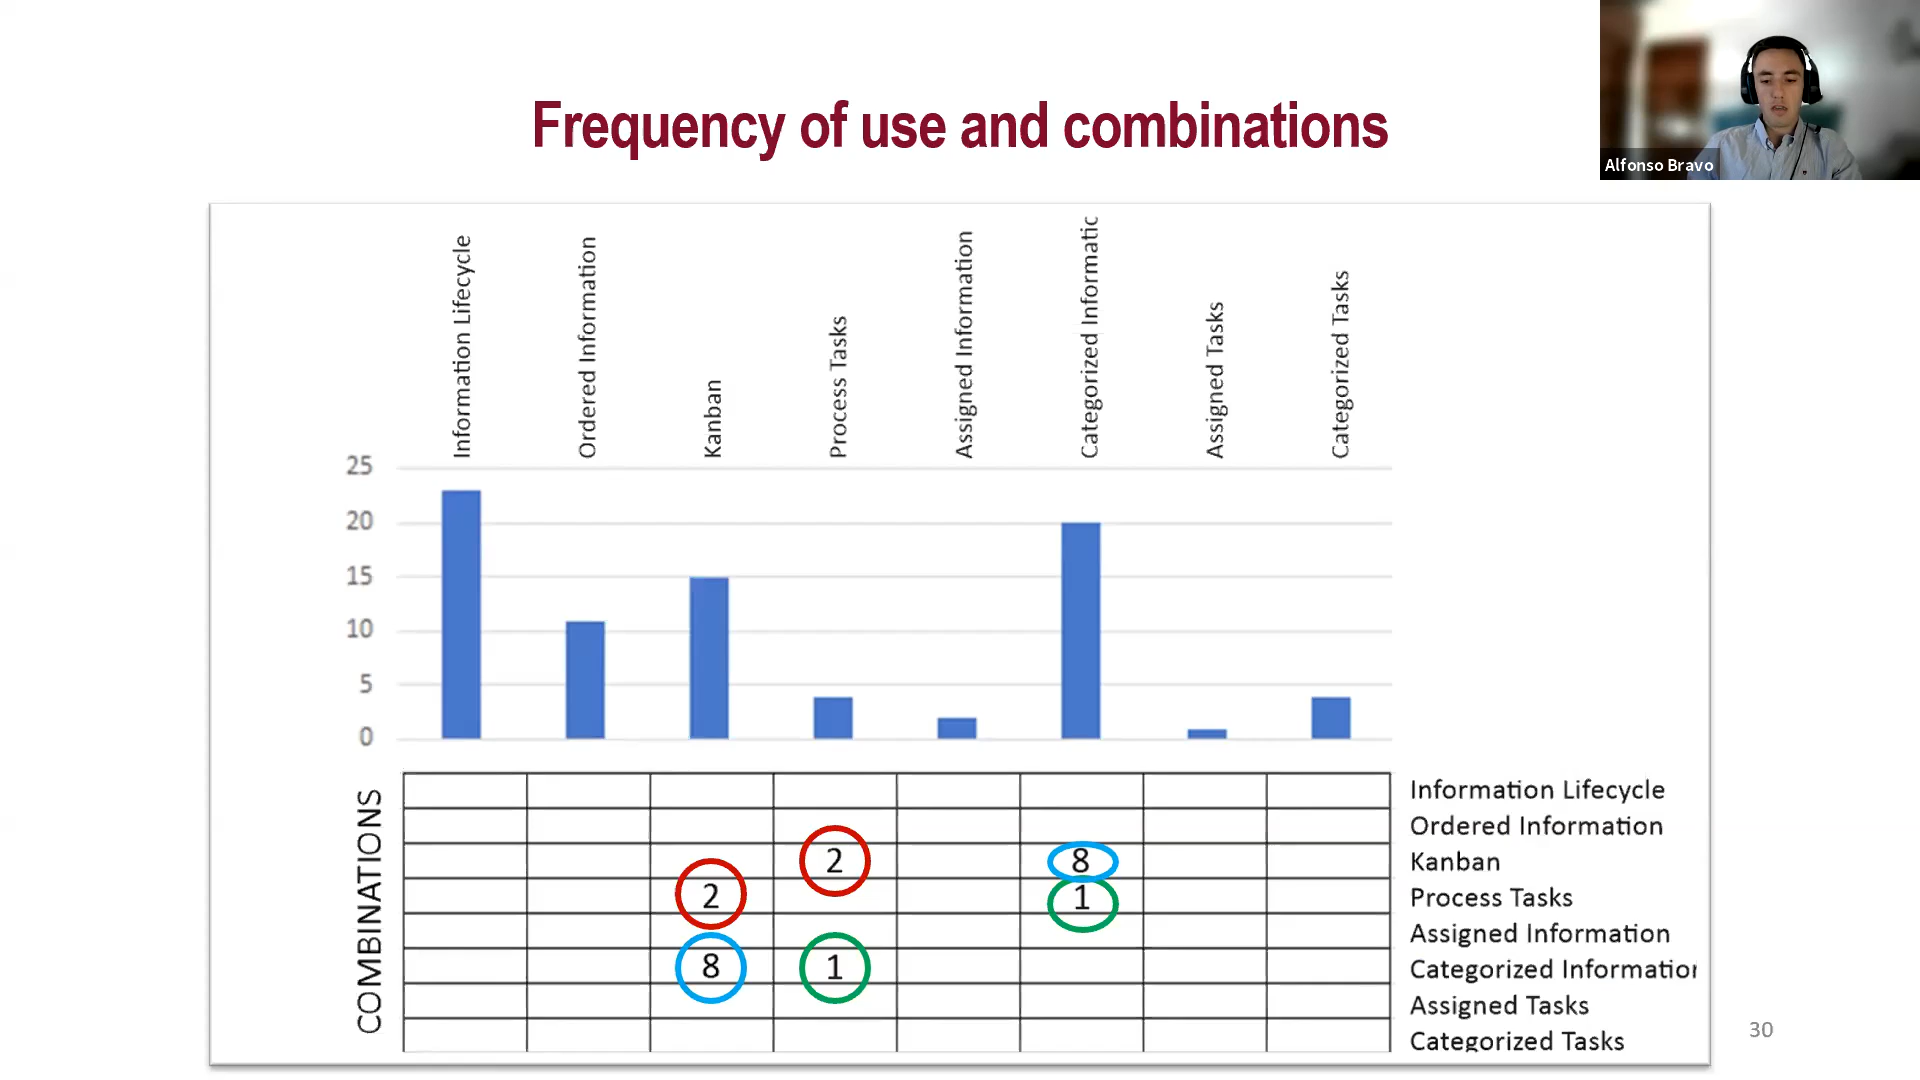 Frequency of use and combinations
Alfonso Bravo
Information Lifecycle
Ordered Information
Kanban
Process Tasks
Assigned Information
Categorized Informatic
Assigned Tasks
Categorized Tasks
25
20
15
10
5
0
COMBINATIONS
Information Lifecycle
Ordered Information
2 8 Kanban
2 1 Process Tasks
Assigned Information
8 1 Categorized Information
Assigned Tasks
Categorized Tasks
30